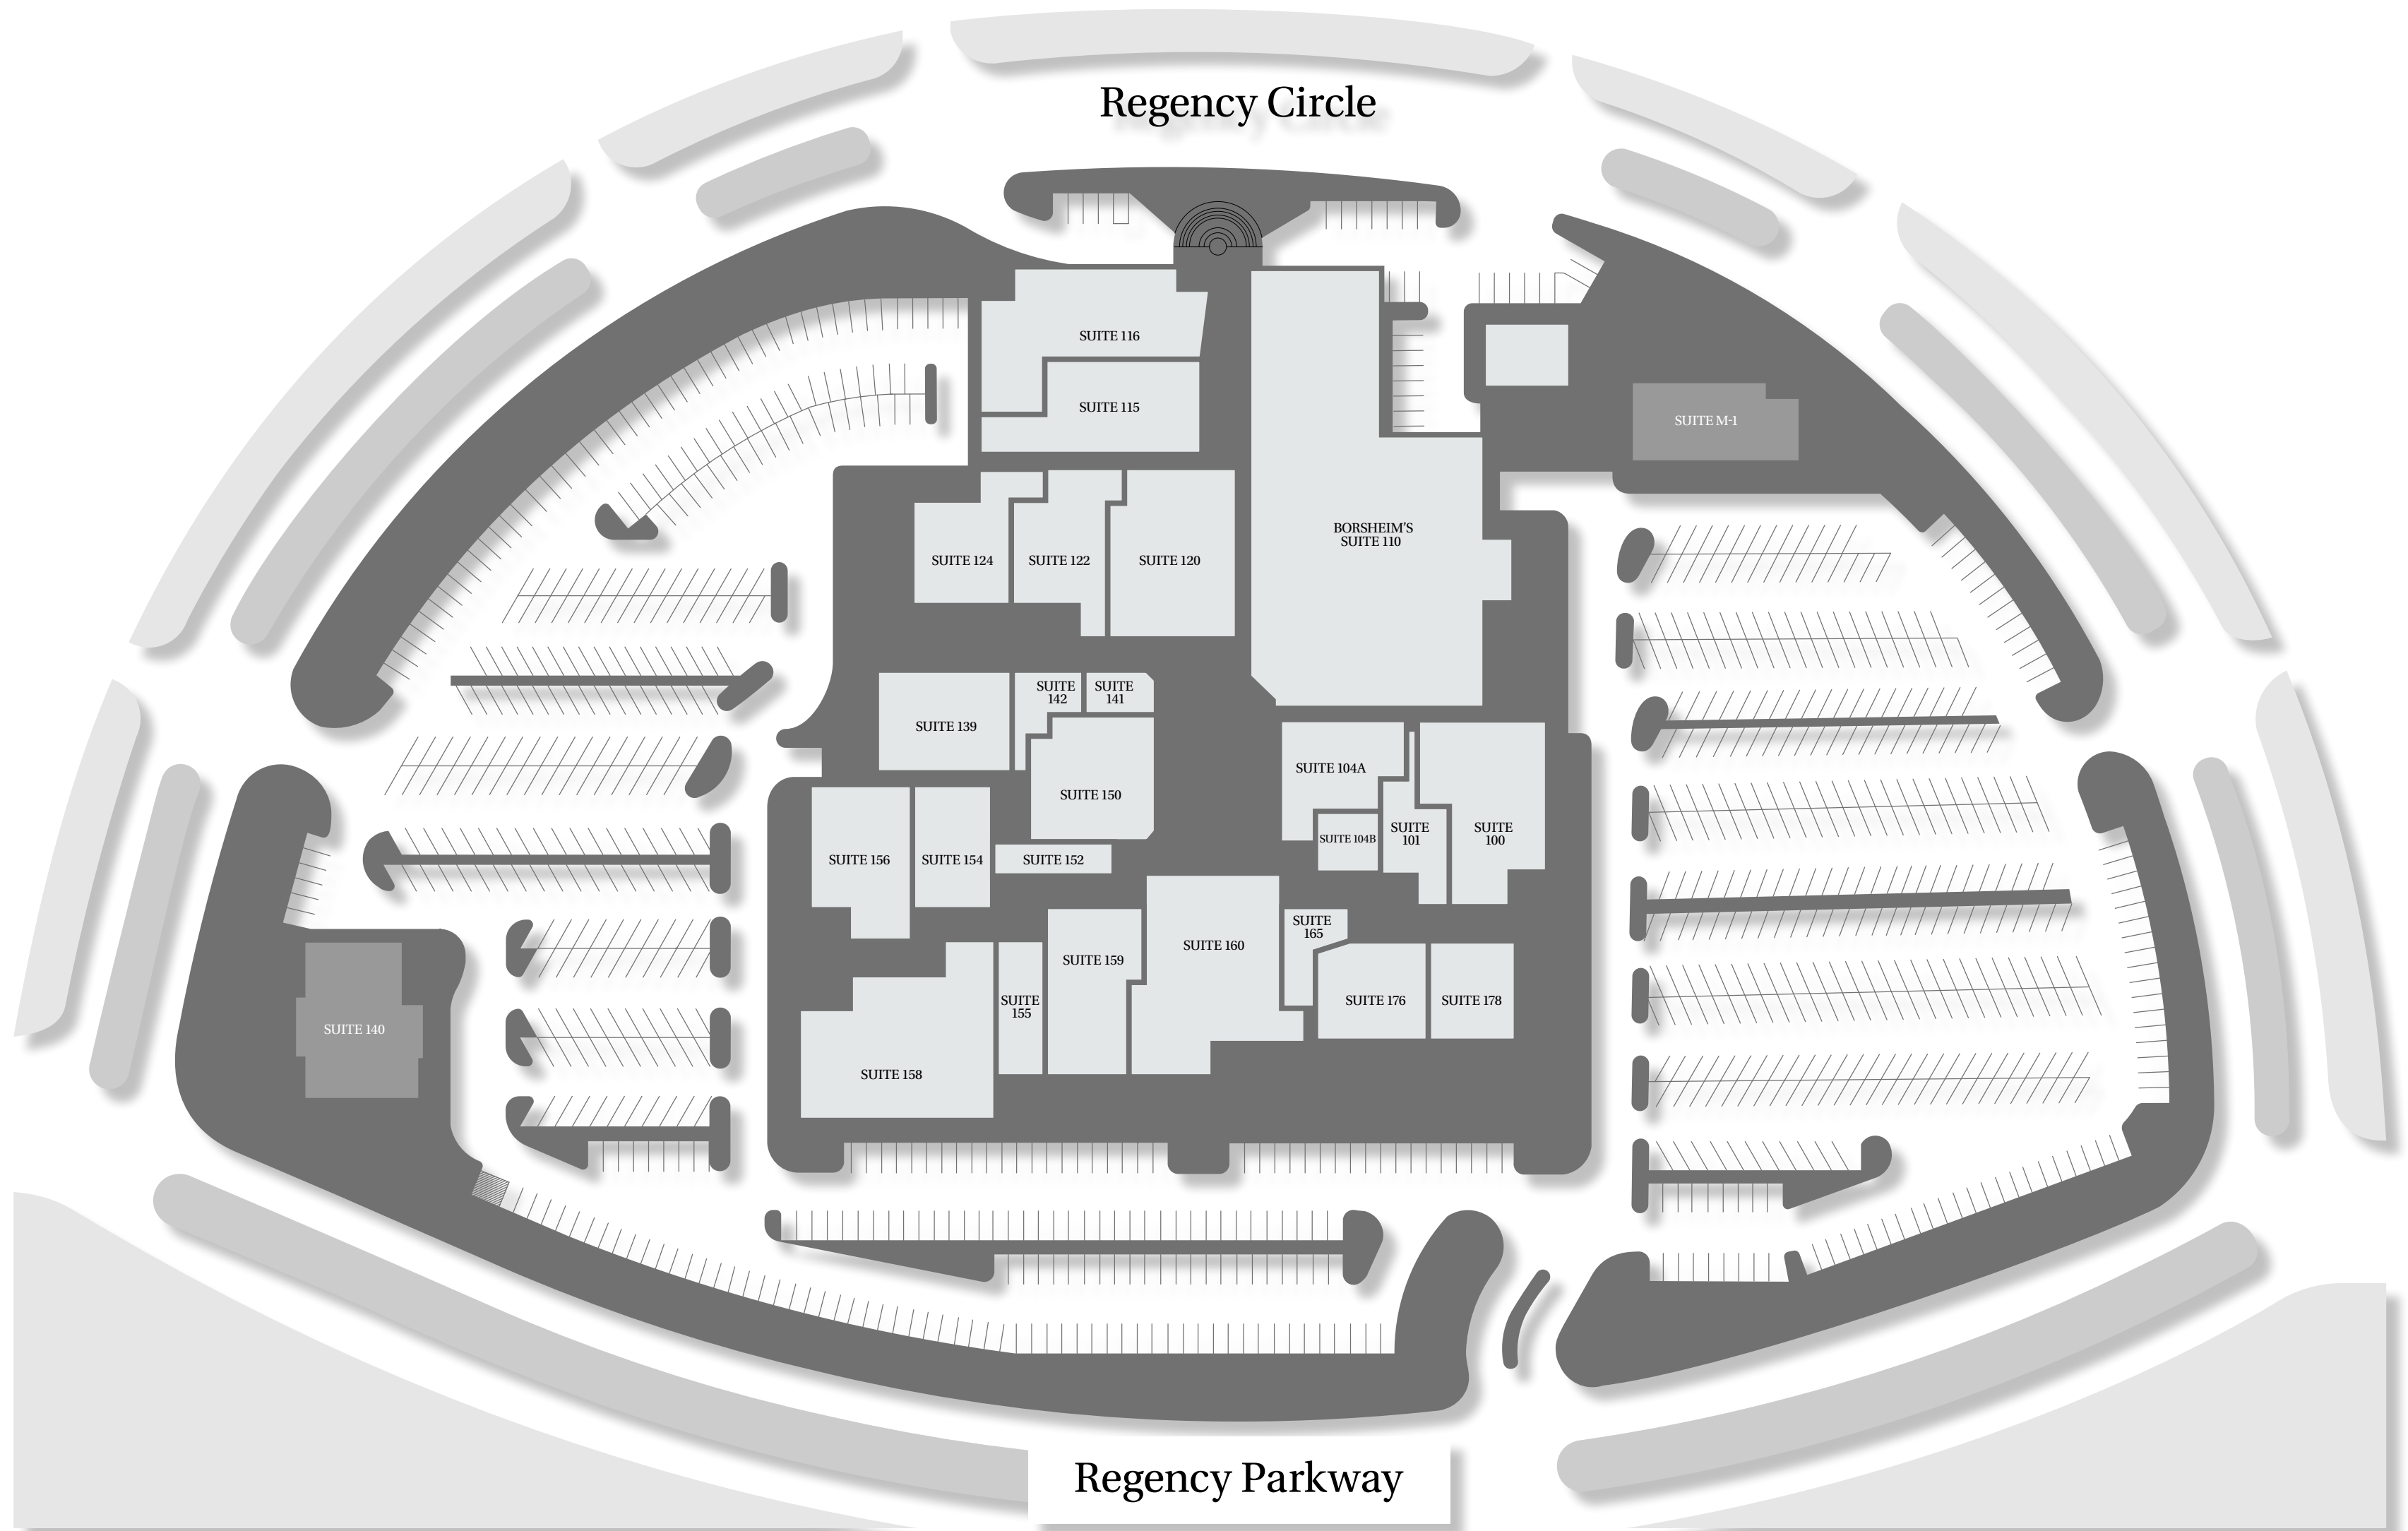 Regency Circle
SUITE 116
SUITE 115
SUITE M-1
BORSHEIM'S
SUITE 110
SUITE 124
SUITE 122
SUITE 120
SUITE
142
SUITE
141
SUITE 139
SUITE 150
SUITE 104A
SUITE 104B
SUITE
101
SUITE
100
SUITE 156
SUITE 154
SUITE 152
SUITE
165
SUITE 160
SUITE 159
SUITE
155
SUITE 176
SUITE 178
SUITE 140
SUITE 158
Regency Parkway